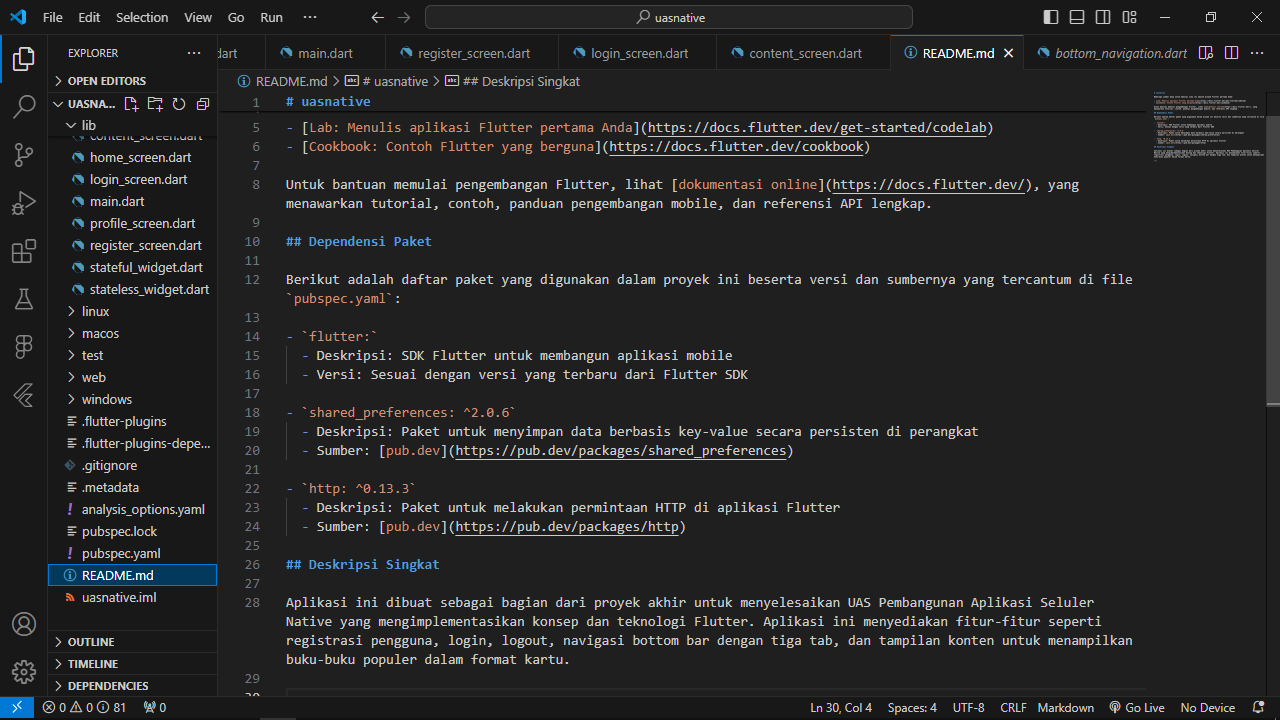 File Edit Selection View Go Run ··· uasnative
EXPLORER ···
OPEN EDITORS
UASNA...
lib
content_screen.dart
home_screen.dart
login_screen.dart
main.dart
profile_screen.dart
register_screen.dart
stateful_widget.dart
stateless_widget.dart
linux
macos
test
web
windows
.flutter-plugins
.flutter-plugins-depe...
.gitignore
.metadata
analysis_options.yaml
pubspec.lock
pubspec.yaml
README.md
uasnative.iml
OUTLINE
TIMELINE
DEPENDENCIES
dart main.dart register_screen.dart login_screen.dart content_screen.dart README.md bottom_navigation.dart ···
README.md > # uasnative > ## Deskripsi Singkat
1 # uasnative
5 - [Lab: Menulis aplikasi Flutter pertama Anda](https://docs.flutter.dev/get-started/codelab)
6 - [Cookbook: Contoh Flutter yang berguna](https://docs.flutter.dev/cookbook)
7
8 Untuk bantuan memulai pengembangan Flutter, lihat [dokumentasi online](https://docs.flutter.dev/), yang
menawarkan tutorial, contoh, panduan pengembangan mobile, dan referensi API lengkap.
9
10 ## Dependensi Paket
11
12 Berikut adalah daftar paket yang digunakan dalam proyek ini beserta versi dan sumbernya yang tercantum di file
`pubspec.yaml`:
13
14 - `flutter:`
15 - Deskripsi: SDK Flutter untuk membangun aplikasi mobile
16 - Versi: Sesuai dengan versi yang terbaru dari Flutter SDK
17
18 - `shared_preferences: ^2.0.6`
19 - Deskripsi: Paket untuk menyimpan data berbasis key-value secara persisten di perangkat
20 - Sumber: [pub.dev](https://pub.dev/packages/shared_preferences)
21
22 - `http: ^0.13.3`
23 - Deskripsi: Paket untuk melakukan permintaan HTTP di aplikasi Flutter
24 - Sumber: [pub.dev](https://pub.dev/packages/http)
25
26 ## Deskripsi Singkat
27
28 Aplikasi ini dibuat sebagai bagian dari proyek akhir untuk menyelesaikan UAS Pembangunan Aplikasi Seluler
Native yang mengimplementasikan konsep dan teknologi Flutter. Aplikasi ini menyediakan fitur-fitur seperti
registrasi pengguna, login, logout, navigasi bottom bar dengan tiga tab, dan tampilan konten untuk menampilkan
buku-buku populer dalam format kartu.
29
30
0 0 81 0 Ln 30, Col 4 Spaces: 4 UTF-8 CRLF Markdown Go Live No Device